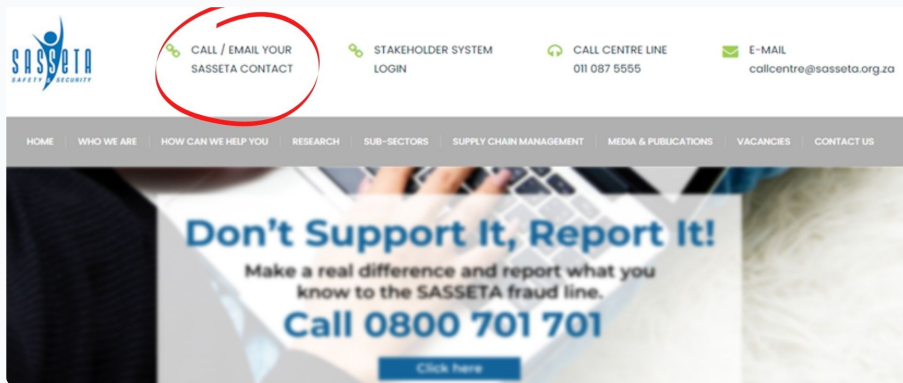 SASSETA
SAFETY & SECURITY
CALL / EMAIL YOUR
SASSETA CONTACT
STAKEHOLDER SYSTEM
LOGIN
CALL CENTRE LINE
011 087 5555
E-MAIL
callcentre@sasseta.org.za
HOME WHO WE ARE HOW CAN WE HELP YOU RESEARCH SUB-SECTORS SUPPLY CHAIN MANAGEMENT MEDIA & PUBLICATIONS VACANCIES CONTACT US
Don't Support It, Report It!
Make a real difference and report what you
know to the SASSETA fraud line.
Call 0800 701 701
Click here